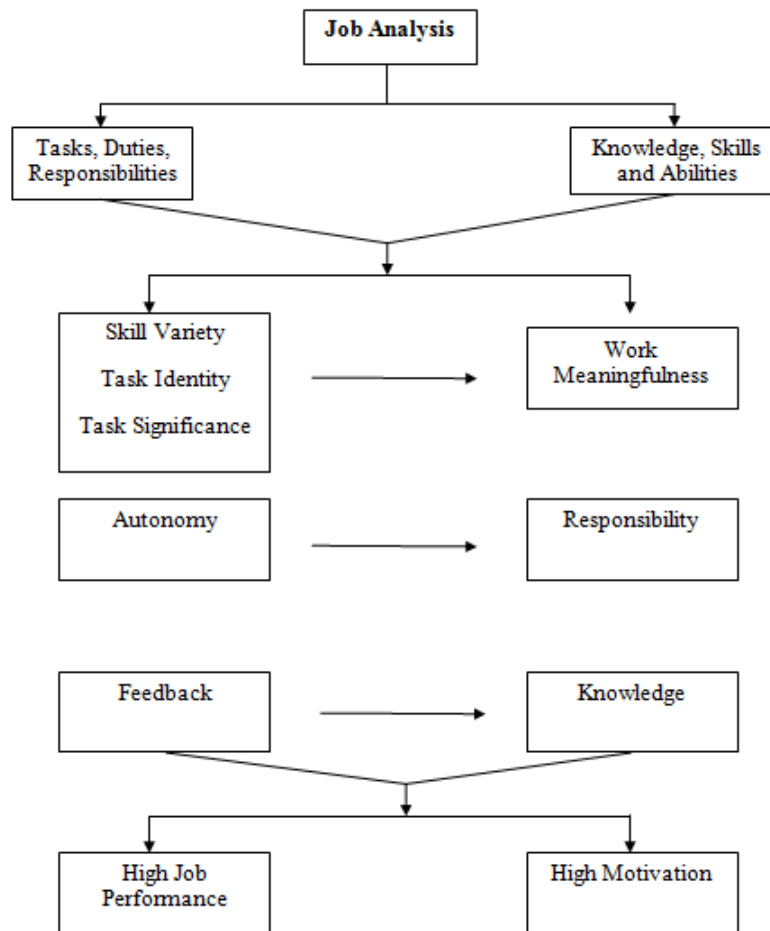 Job Analysis
Tasks, Duties,
Responsibilities
Knowledge, Skills
and Abilities
Skill Variety
Task Identity
Task Significance
Work
Meaningfulness
Autonomy
Responsibility
Feedback
Knowledge
High Job
Performance
High Motivation